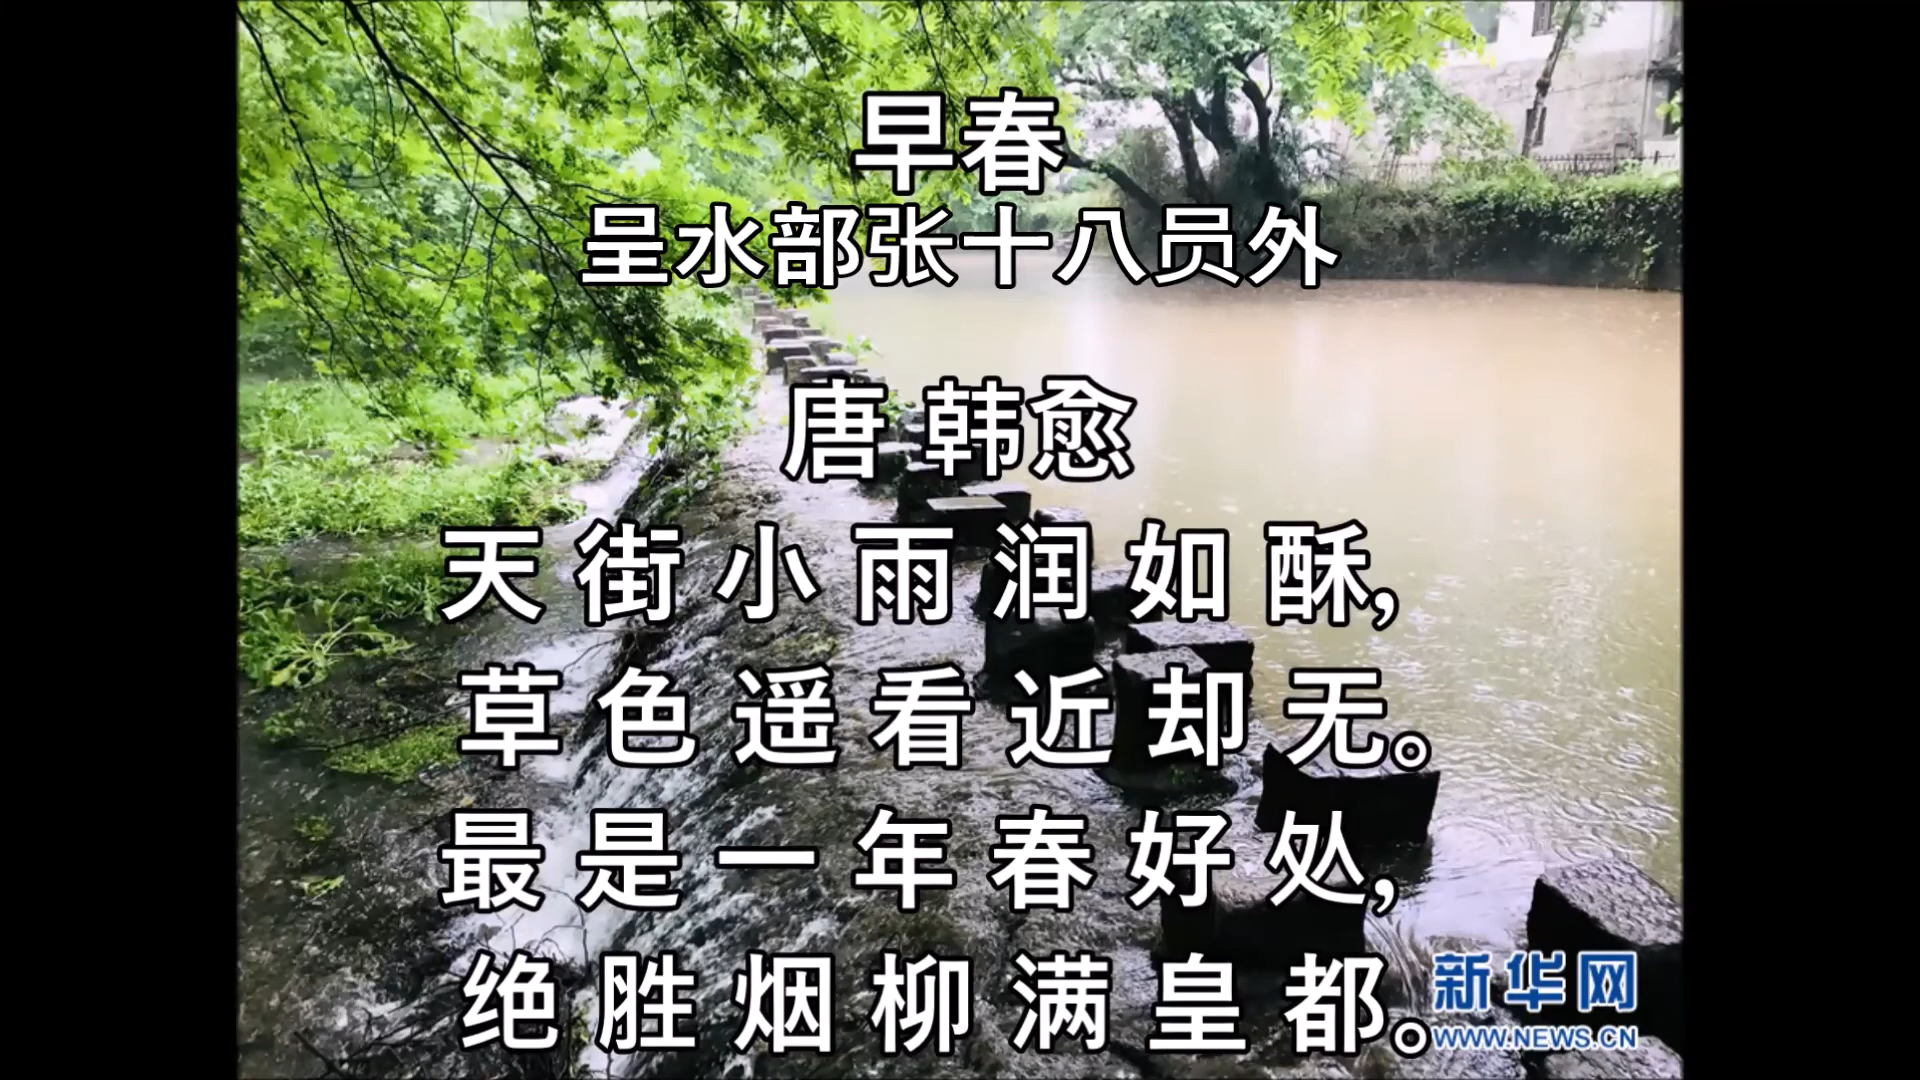 早春
呈水部张十八员外
唐 韩愈
天 街 小 雨 润 如 酥,
草 色 遥 看 近 却 无。
最 是 一 年 春 好 处,
绝 胜 烟 柳 满 皇 都。
新华网
WWW.NEWS.CN